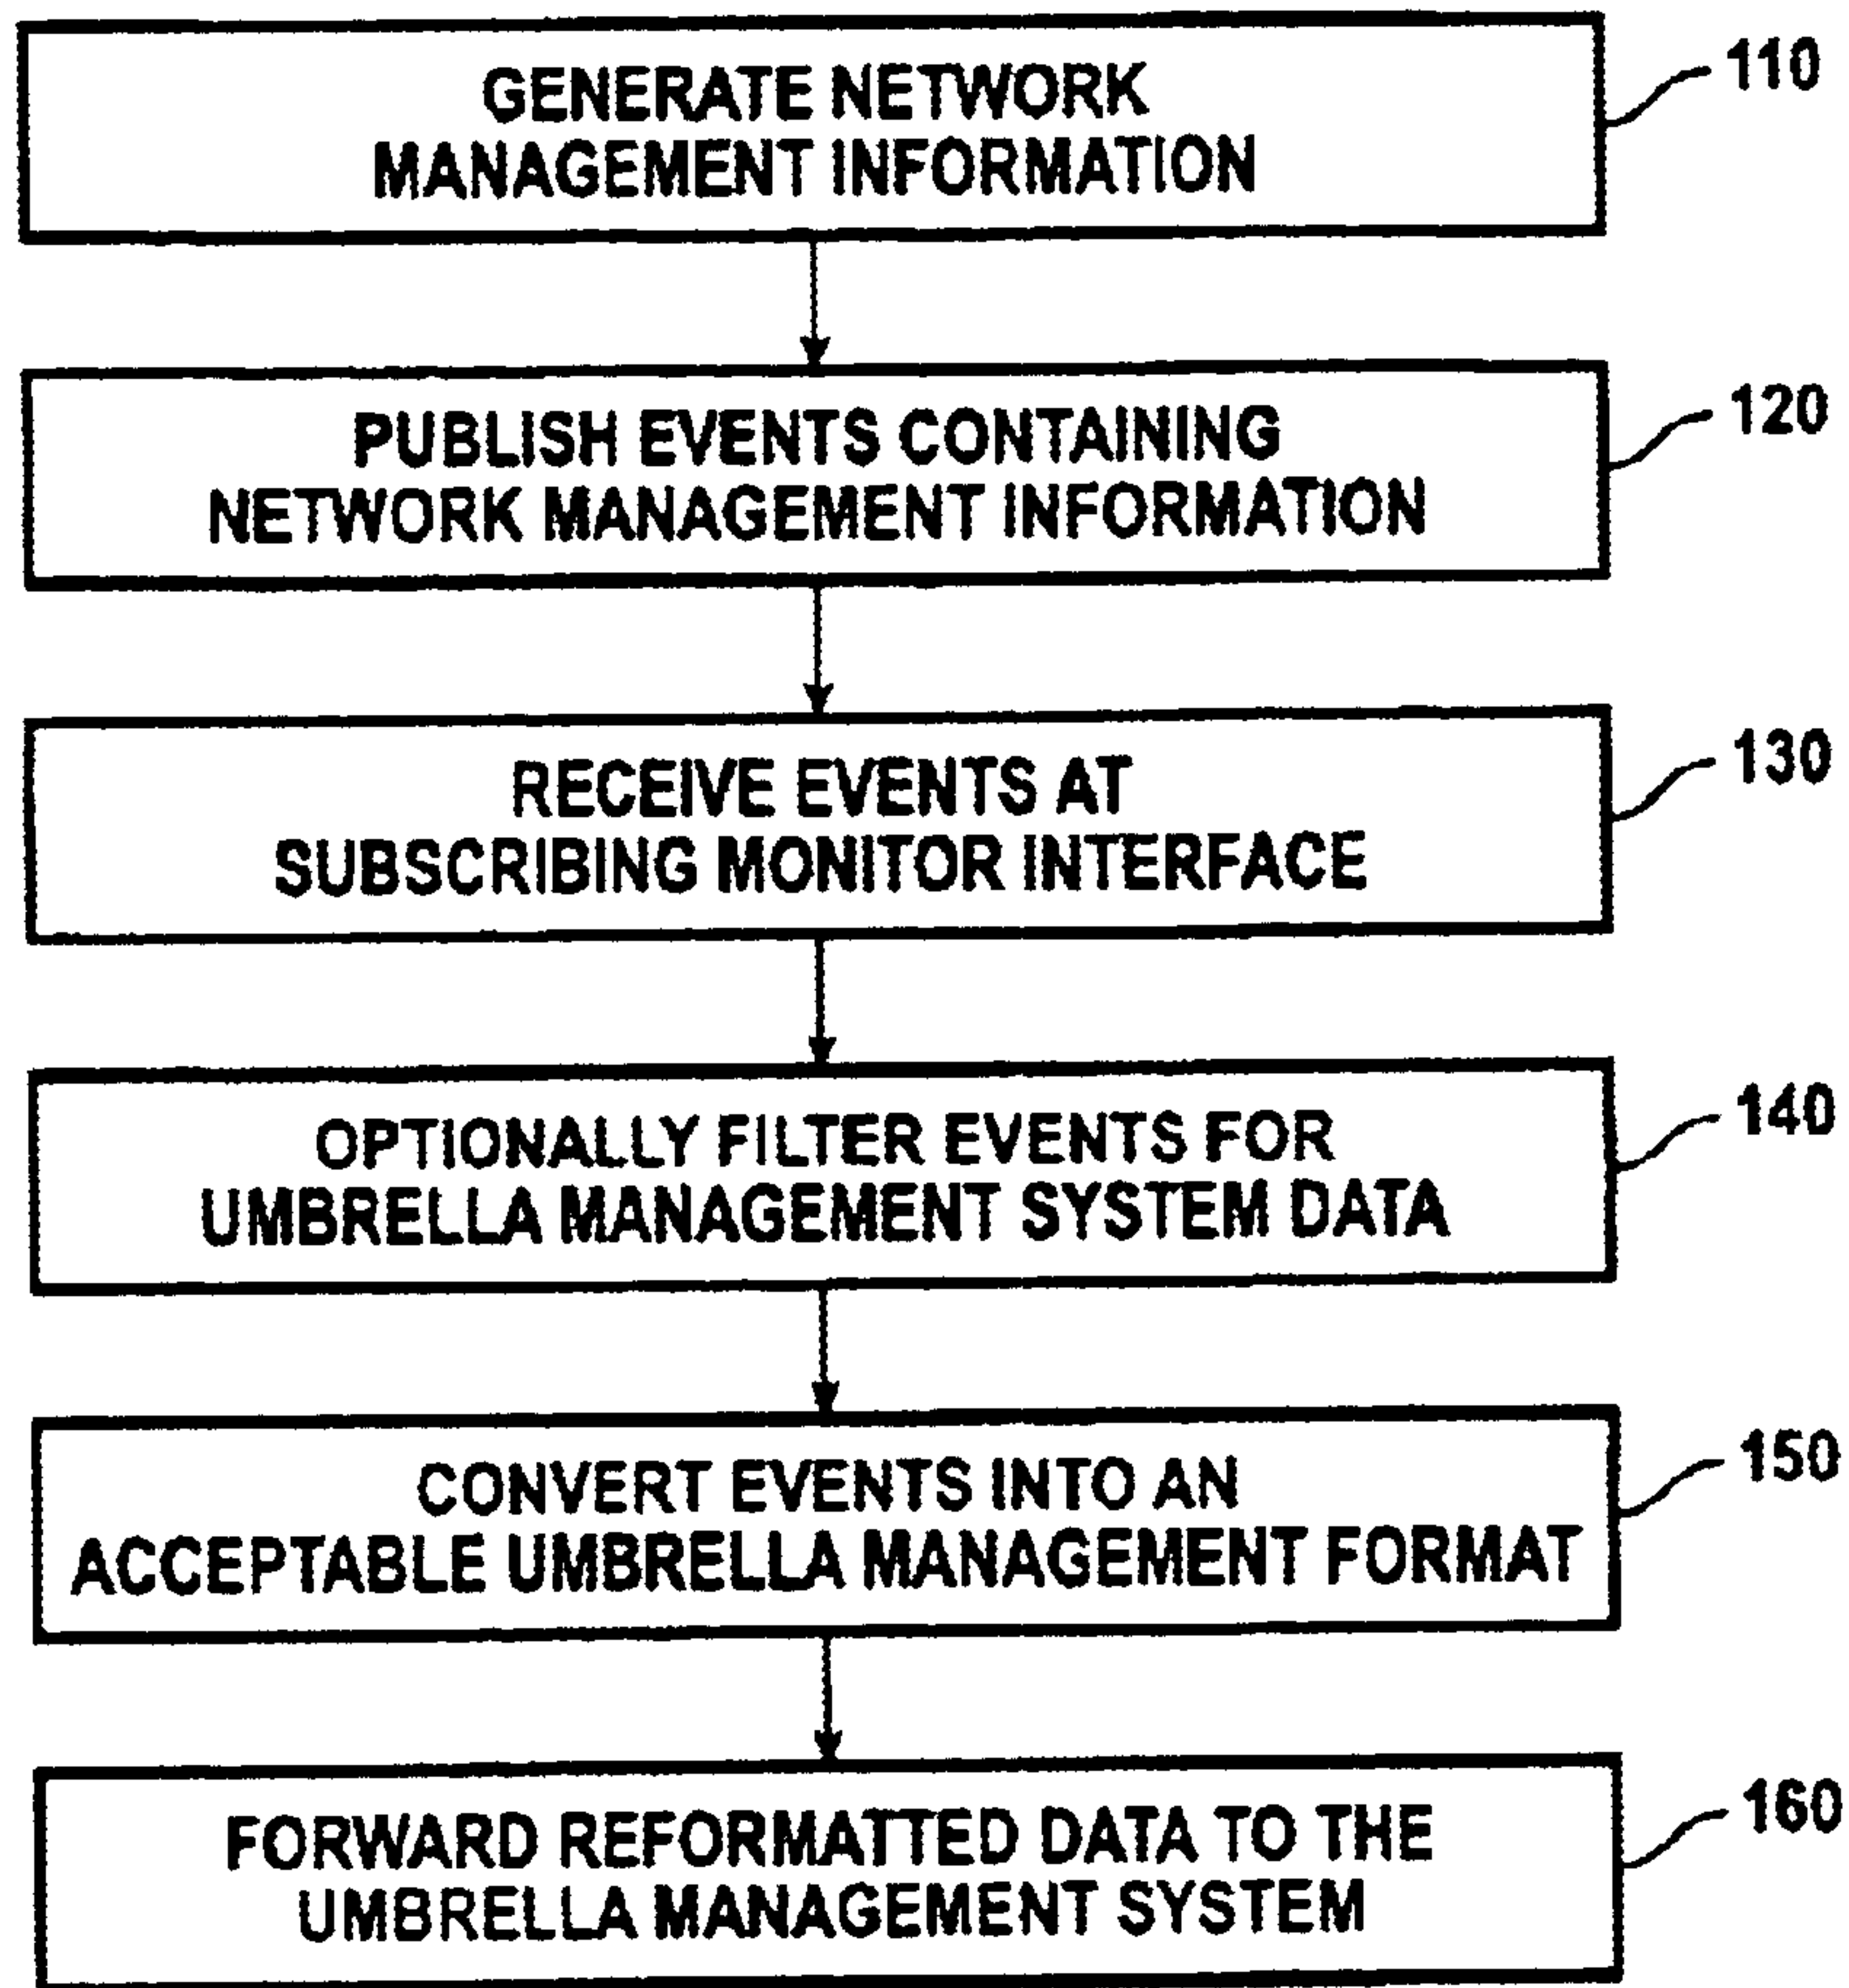 GENERATE NETWORK
MANAGEMENT INFORMATION
110
PUBLISH EVENTS CONTAINING
NETWORK MANAGEMENT INFORMATION
120
RECEIVE EVENTS AT
SUBSCRIBING MONITOR INTERFACE
130
OPTIONALLY FILTER EVENTS FOR
UMBRELLA MANAGEMENT SYSTEM DATA
140
CONVERT EVENTS INTO AN
ACCEPTABLE UMBRELLA MANAGEMENT FORMAT
150
FORWARD REFORMATTED DATA TO THE
UMBRELLA MANAGEMENT SYSTEM
160